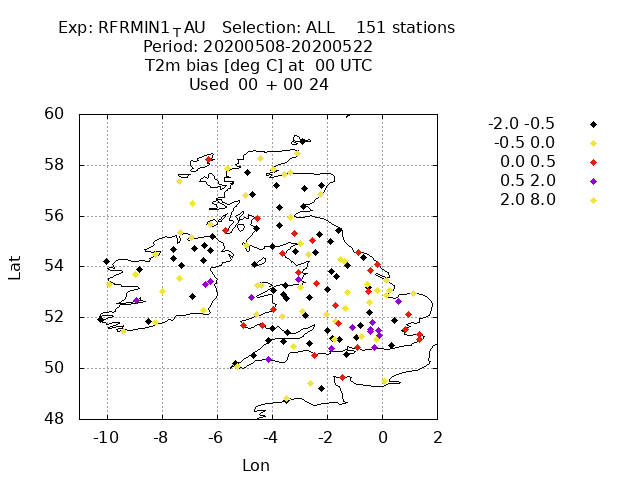 Exp: RFRMIN1_TAU Selection: ALL 151 stations
Period: 20200508-20200522
T2m bias [deg C] at 00 UTC
Used 00 + 00 24
-2.0 -0.5
-0.5 0.0
0.0 0.5
0.5 2.0
2.0 8.0
60
58
56
54
52
50
48
Lat
-10 -8 -6 -4 -2 0 2
Lon